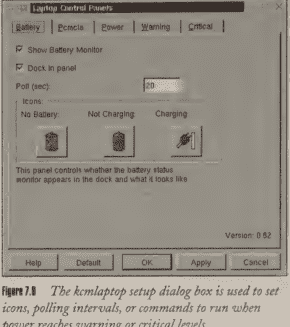 Laptop Control Panels
Battery Pcmcia Power Warning Critical
Show Battery Monitor
Dock in panel
Poll (sec): 20
Icons:
No Battery: Not Charging: Charging:
This panel controls whether the battery status
monitor appears in the dock and what it looks like
Version: 0.52
Help Default OK Apply Cancel
Figure 7.8 The kcmlaptop setup dialog box is used to set
icons, polling intervals, or commands to run when
power reaches warning or critical levels